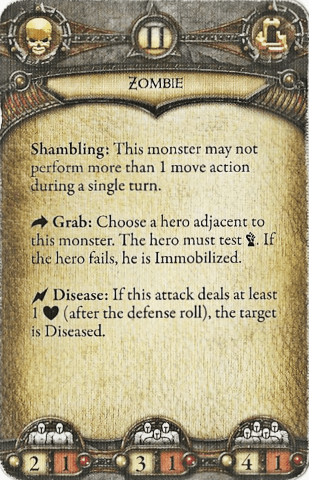 II
ZOMBIE
Shambling: This monster may not
perform more than 1 move action
during a single turn.
Grab: Choose a hero adjacent to
this monster. The hero must test . If
the hero fails, he is Immobilized.
Disease: If this attack deals at least
1 (after the defense roll), the target
is Diseased.
2 1 3 1 4 1